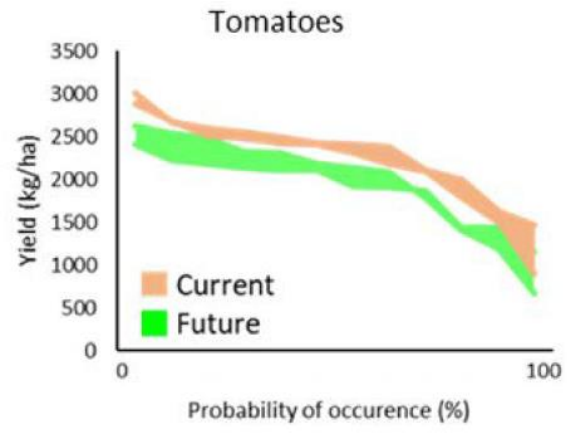 Tomatoes
3500
3000
2500
2000
1500
1000
500
0
Yield (kg/ha)
Current
Future
0
100
Probability of occurence (%)